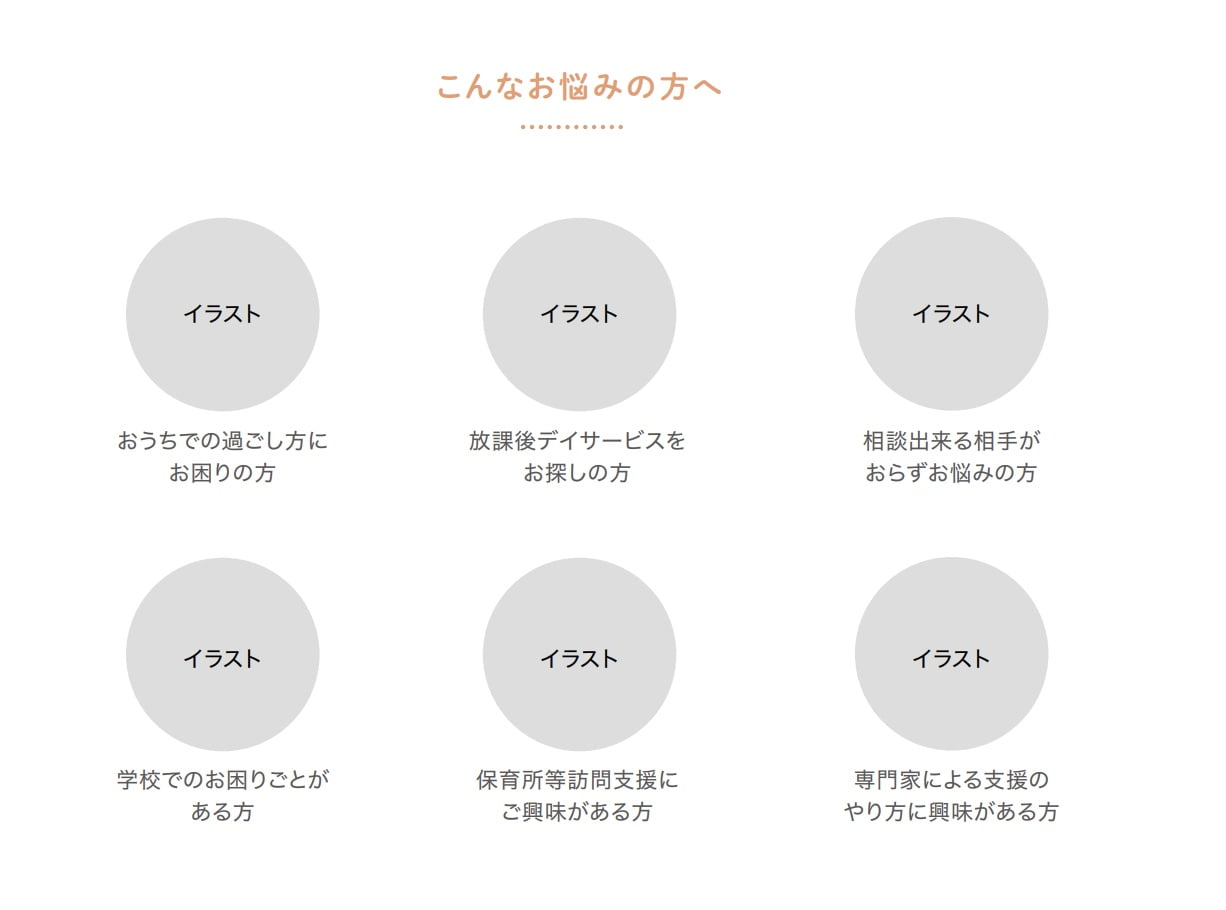 こんなお悩みの方へ
イラスト
イラスト
イラスト
おうちでの過ごし方に
お困りの方
放課後デイサービスを
お探しの方
相談出来る相手が
おらずお悩みの方
イラスト
イラスト
イラスト
学校でのお困りごとが
ある方
保育所等訪問支援に
ご興味がある方
専門家による支援の
やり方に興味がある方